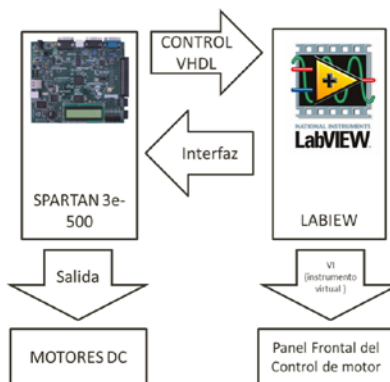 CONTROL
VHDL
NATIONAL INSTRUMENTS
LabVIEW
Interfaz
SPARTAN 3e-
500
LABIEW
Salida
VI
(instrumento
virtual )
MOTORES DC
Panel Frontal del
Control de motor